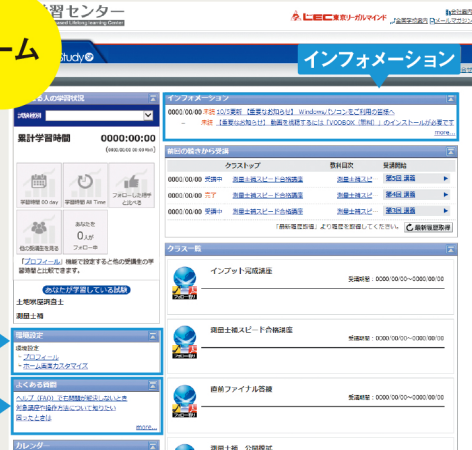 習センター
LEC東京リーガルマインド
ーム
Study
インフォメーション
る人の学習状況
試験種別
累計学習時間 0000:00:00
学習時間 00 day
学習時間 All Time
フォローした相手と比べる
他の受講生を見る
あなたを
0人が
フォロー中
「プロフィール」機能で設定すると他の受講生の学
習時間と比較できます。
あなたが学習している試験
土地家屋調査士
測量士補
環境設定
環境設定
プロフィール
ホーム画面カスタマイズ
よくある質問
ヘルプ（FAQ）でも問題が解決しないとき
対象講座や操作方法について知りたい
困ったときは
more...
カレンダー
インフォメーション
0000/00/00 未読 10/5更新 【重要なお知らせ】 Windowsパソコンをご利用の皆様へ
- 未読 【重要なお知らせ】 動画を視聴するには「VODBOX（無料）」のインストールが必要です
more...
前回の続きから受講
クラストップ 教科目次 受講開始
0000/00/00 受講中 測量士補スピード合格講座 測量士補スピ 第5回 講義
0000/00/00 完了 測量士補スピード合格講座 測量士補スピ 第4回 講義
0000/00/00 受講中 測量士補スピード合格講座 測量士補スピ 第3回 講義
「最新履歴取得」より履歴を取得してください。 最新履歴取得
クラス一覧
インプット完成講座
受講期間：0000/00/00～0000/00/00
測量士補スピード合格講座
受講期間：0000/00/00～0000/00/00
直前ファイナル答練
受講期間：0000/00/00～0000/00/00
測量士補 公開模試